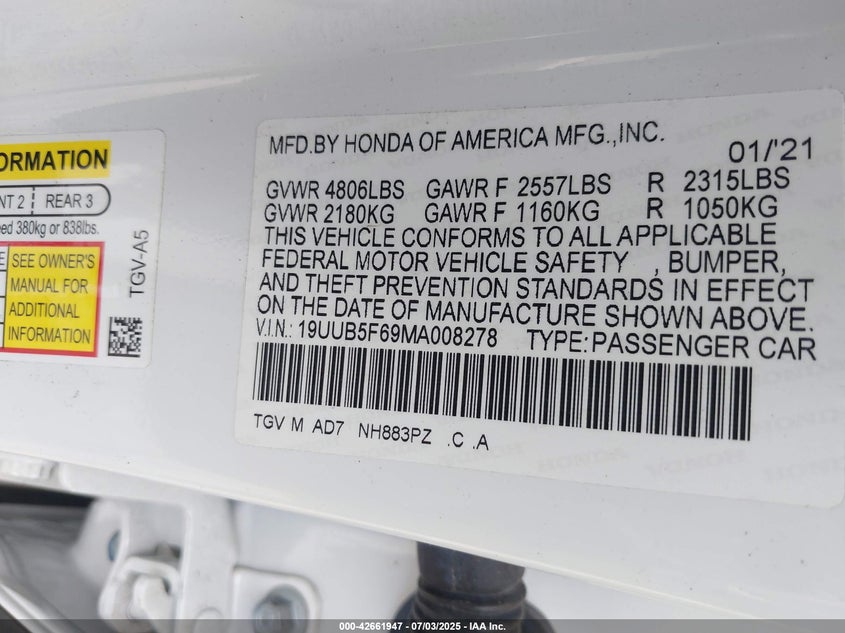 ORMATION
NT 2 REAR 3
eed 380kg or 838lbs.
E SEE OWNER'S
MANUAL FOR
ADDITIONAL
INFORMATION
TGV-A5
MFD.BY HONDA OF AMERICA MFG.,INC.
01/'21
GVWR 4806LBS GAWR F 2557LBS R 2315LBS
GVWR 2180KG GAWR F 1160KG R 1050KG
THIS VEHICLE CONFORMS TO ALL APPLICABLE
FEDERAL MOTOR VEHICLE SAFETY , BUMPER,
AND THEFT PREVENTION STANDARDS IN EFFECT
ON THE DATE OF MANUFACTURE SHOWN ABOVE.
V.I.N.: 19UUB5F69MA008278 TYPE:PASSENGER CAR
TGV M AD7 NH883PZ .C .A
000-42661947 - 07/03/2025 - IAA Inc.